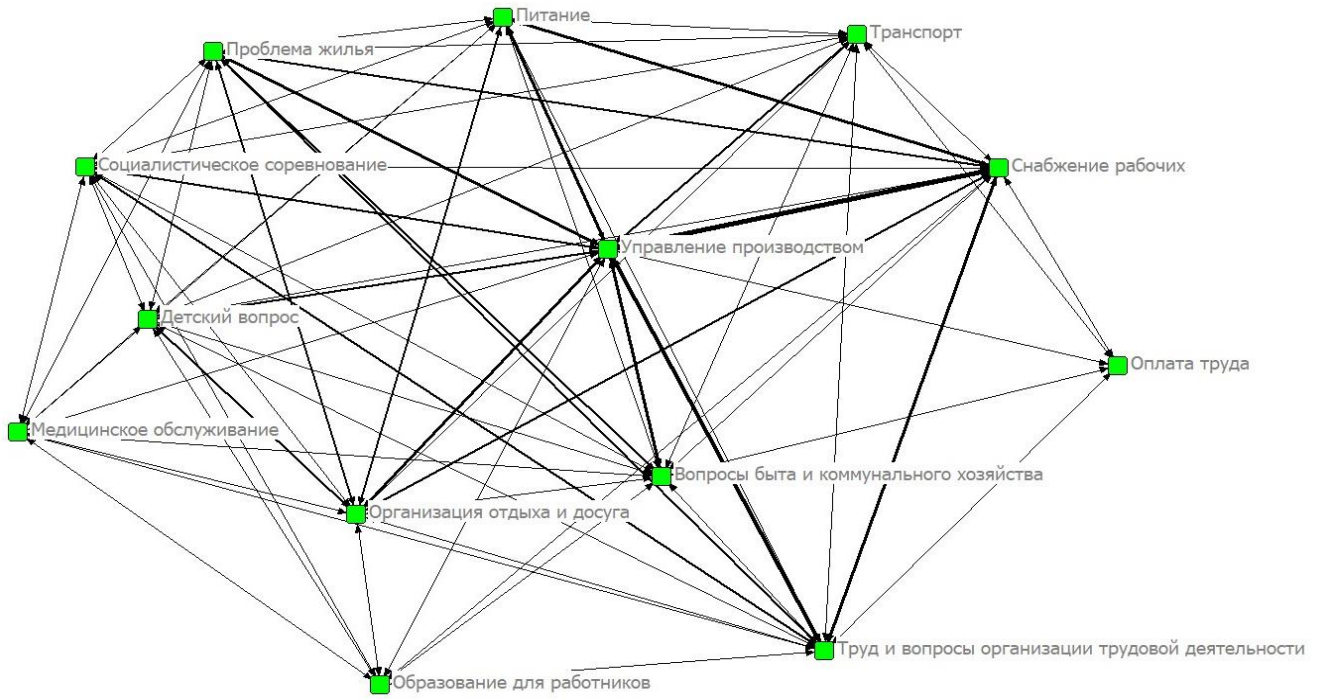 Питание
Транспорт
Проблема жилья
Социалистическое соревнование
Снабжение рабочих
Управление производством
Детский вопрос
Оплата труда
Медицинское обслуживание
Вопросы быта и коммунального хозяйства
Организация отдыха и досуга
Труд и вопросы организации трудовой деятельности
Образование для работников